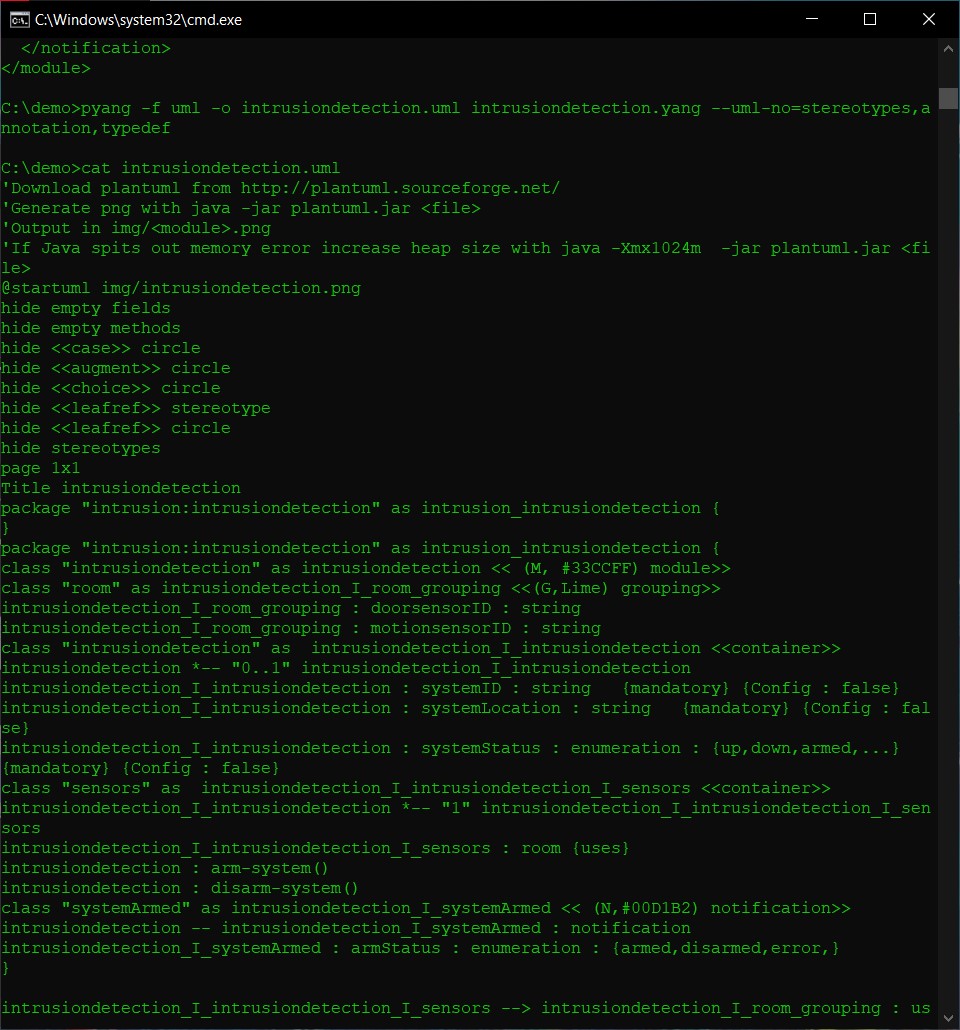 C:\Windows\system32\cmd.exe
  </notification>
</module>
C:\demo>pyang -f uml -o intrusiondetection.uml intrusiondetection.yang --uml-no=stereotypes,a
nnotation,typedef
C:\demo>cat intrusiondetection.uml
'Download plantuml from http://plantuml.sourceforge.net/
'Generate png with java -jar plantuml.jar <file>
'Output in img/<module>.png
'If Java spits out memory error increase heap size with java -Xmx1024m  -jar plantuml.jar <fi
le>
@startuml img/intrusiondetection.png
hide empty fields
hide empty methods
hide <<case>> circle
hide <<augment>> circle
hide <<choice>> circle
hide <<leafref>> stereotype
hide <<leafref>> circle
hide stereotypes
page 1x1
Title intrusiondetection
package "intrusion:intrusiondetection" as intrusion_intrusiondetection {
}
package "intrusion:intrusiondetection" as intrusion_intrusiondetection {
class "intrusiondetection" as intrusiondetection << (M, #33CCFF) module>>
class "room" as intrusiondetection_I_room_grouping <<(G,Lime) grouping>>
intrusiondetection_I_room_grouping : doorsensorID : string
intrusiondetection_I_room_grouping : motionsensorID : string
class "intrusiondetection" as  intrusiondetection_I_intrusiondetection <<container>>
intrusiondetection *-- "0..1" intrusiondetection_I_intrusiondetection
intrusiondetection_I_intrusiondetection : systemID : string   {mandatory} {Config : false}
intrusiondetection_I_intrusiondetection : systemLocation : string   {mandatory} {Config : fal
se}
intrusiondetection_I_intrusiondetection : systemStatus : enumeration : {up,down,armed,...}
{mandatory} {Config : false}
class "sensors" as  intrusiondetection_I_intrusiondetection_I_sensors <<container>>
intrusiondetection_I_intrusiondetection *-- "1" intrusiondetection_I_intrusiondetection_I_sen
sors
intrusiondetection_I_intrusiondetection_I_sensors : room {uses}
intrusiondetection : arm-system()
intrusiondetection : disarm-system()
class "systemArmed" as intrusiondetection_I_systemArmed << (N,#00D1B2) notification>>
intrusiondetection -- intrusiondetection_I_systemArmed : notification
intrusiondetection_I_systemArmed : armStatus : enumeration : {armed,disarmed,error,}
}
intrusiondetection_I_intrusiondetection_I_sensors --> intrusiondetection_I_room_grouping : us